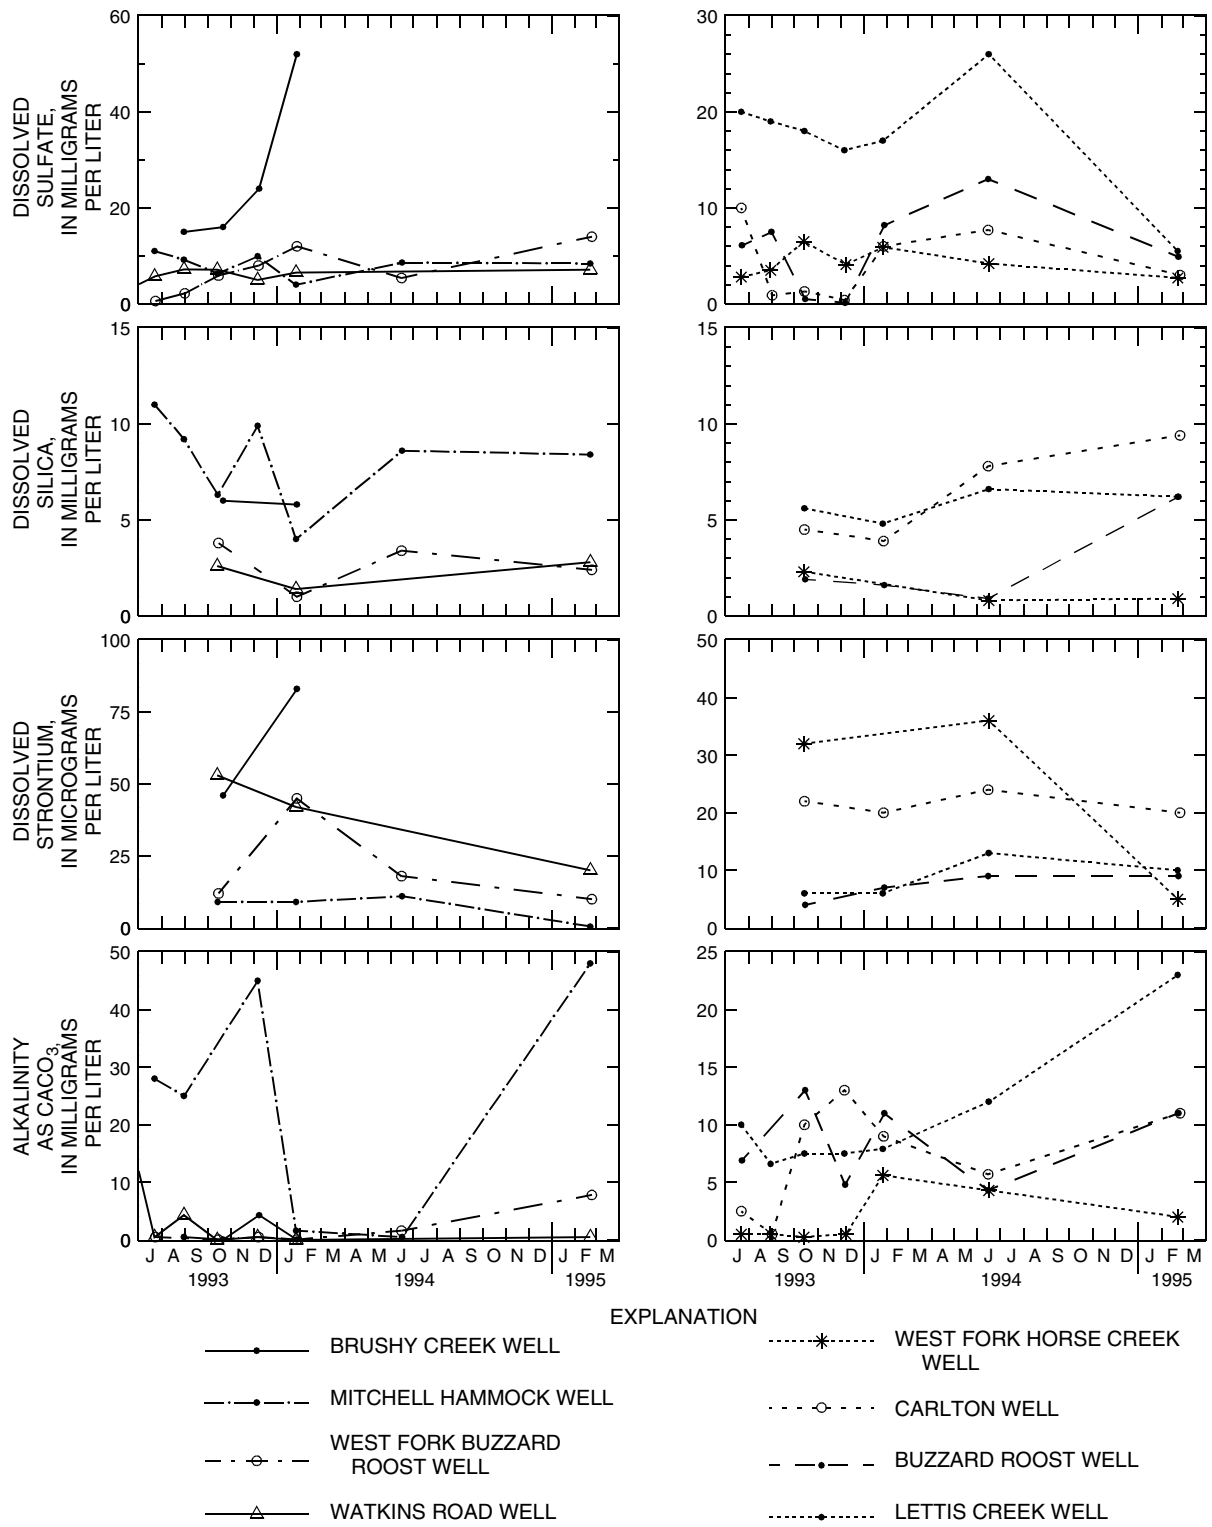 DISSOLVED
SULFATE,
IN MILLIGRAMS
PER LITER
60
40
20
0
30
20
10
0
DISSOLVED
SILICA,
IN MILLIGRAMS
PER LITER
15
10
5
0
15
10
5
0
DISSOLVED
STRONTIUM,
IN MICROGRAMS
PER LITER
100
75
50
25
0
50
40
30
20
10
0
ALKALINITY
AS CACO3,
IN MILLIGRAMS
PER LITER
50
40
30
20
10
0
25
20
15
10
5
0
J A S O N D J F M A M J J A S O N D J F M
1993 1994 1995
J A S O N D J F M A M J J A S O N D J F M
1993 1994 1995
EXPLANATION
BRUSHY CREEK WELL
MITCHELL HAMMOCK WELL
WEST FORK BUZZARD
ROOST WELL
WATKINS ROAD WELL
WEST FORK HORSE CREEK
WELL
CARLTON WELL
BUZZARD ROOST WELL
LETTIS CREEK WELL